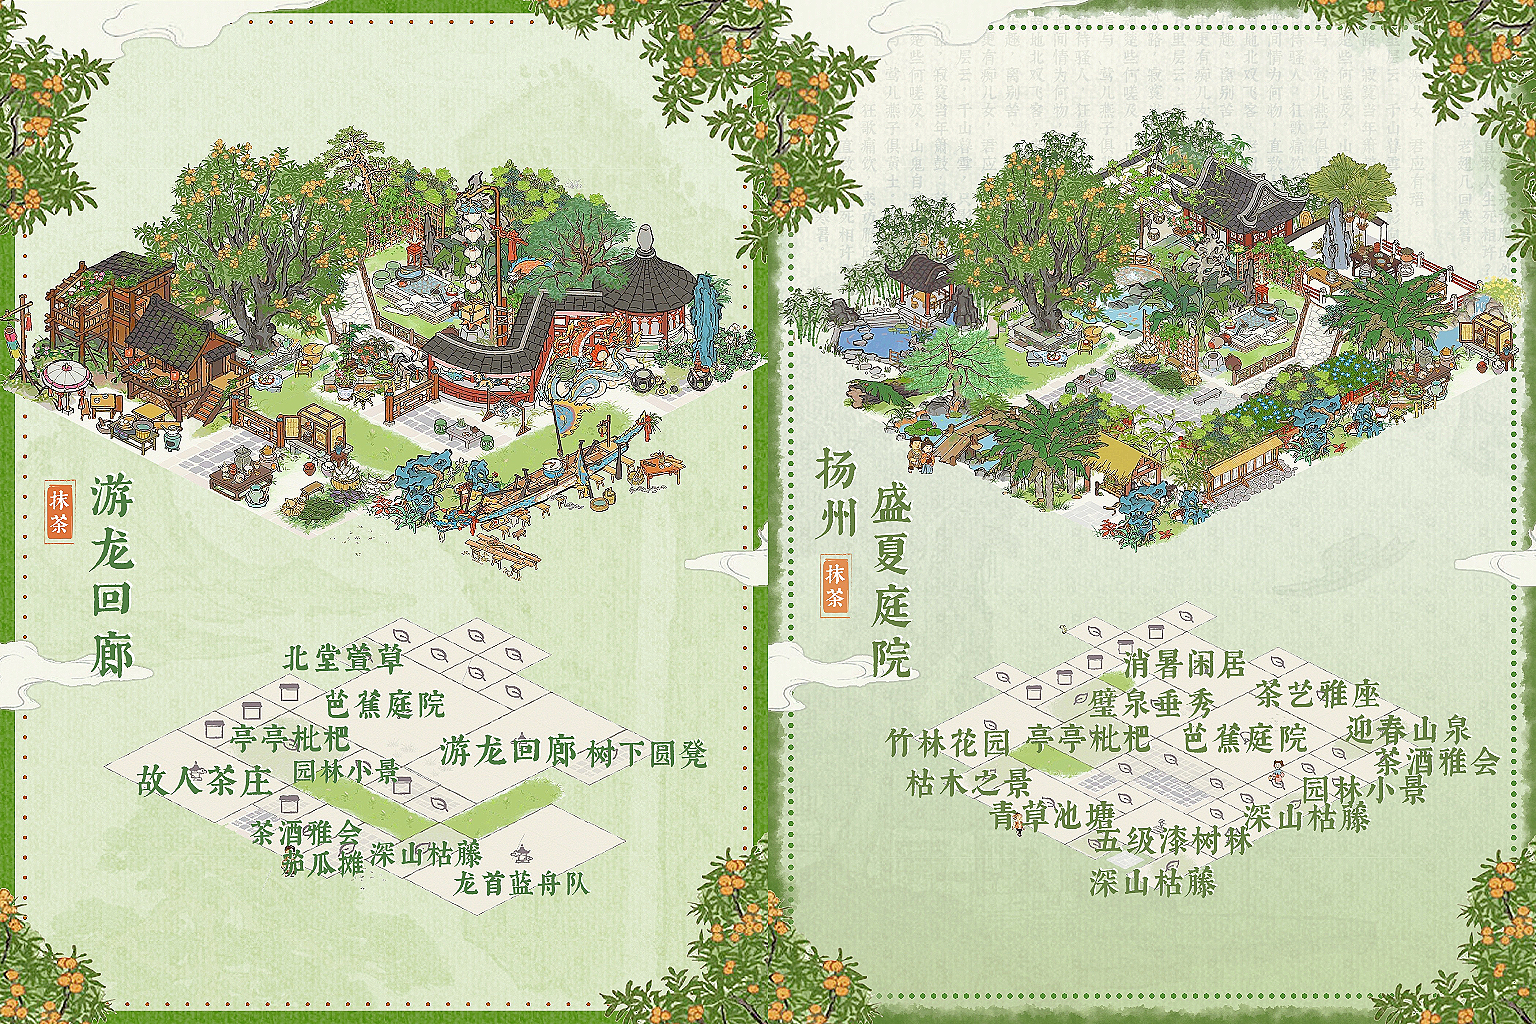 抹茶
游龙回廊
北堂萱草
芭蕉庭院
亭亭枇杷
游龙回廊
树下圆凳
故人茶庄
园林小景
茶酒雅会
茄瓜摊
深山枯藤
龙首蓝舟队
扬州
盛夏庭院
抹茶
消暑闲居
璧泉垂秀
茶艺雅座
竹林花园
亭亭枇杷
芭蕉庭院
迎春山泉
茶酒雅会
枯木之景
园林小景
青草池塘
深山枯藤
五级漆树林
深山枯藤